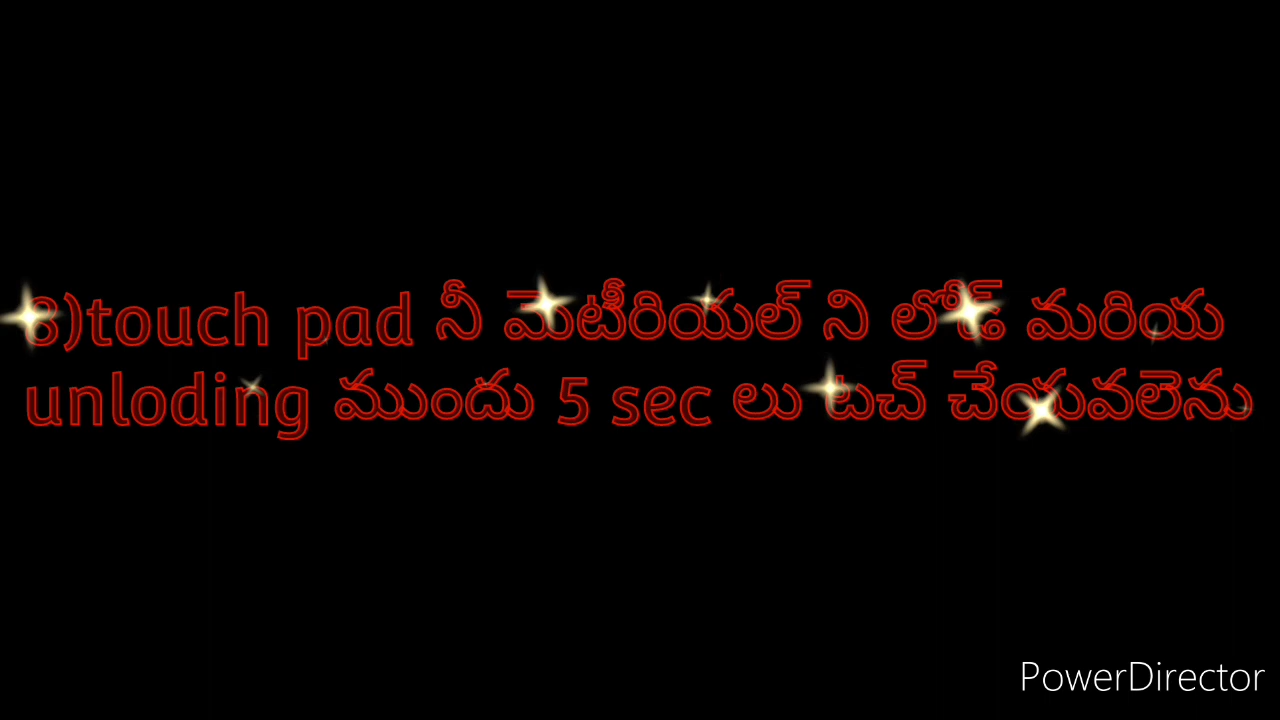 8)touch pad నీ మెటీరియల్ ని లోడ్ మరియ
unloding ముందు 5 sec లు టచ్ చేయవలెను
PowerDirector